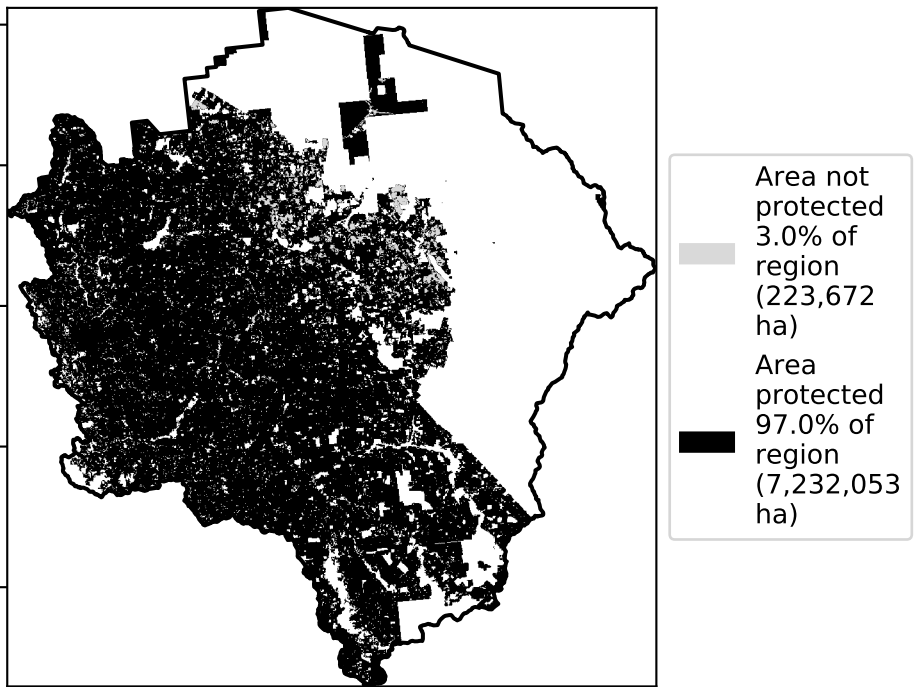 Area not
protected
3.0% of
region
(223,672
ha)
Area
protected
97.0% of
region
(7,232,053
ha)